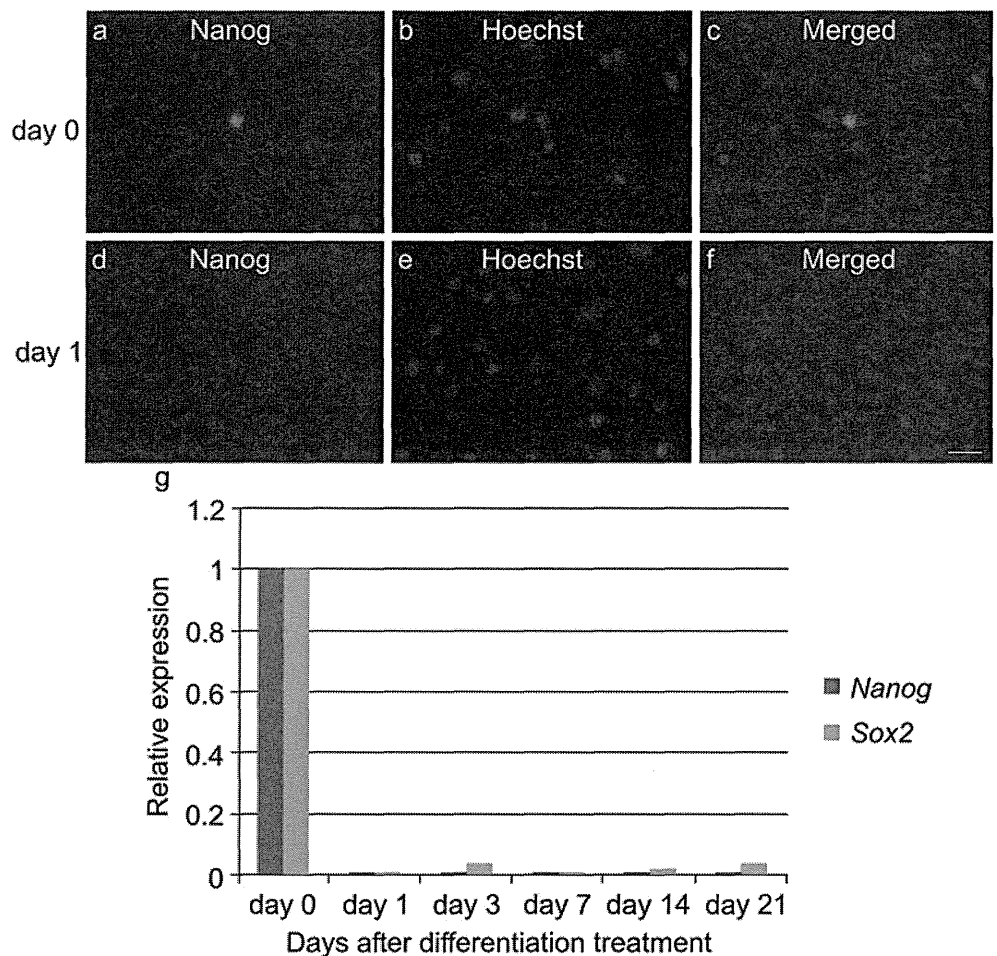 a Nanog
b Hoechst
c Merged
day 0
d Nanog
e Hoechst
f Merged
day 1
g
1.2
1
0.8
0.6
0.4
0.2
0
Relative expression
day 0 day 1 day 3 day 7 day 14 day 21
Days after differentiation treatment
Nanog
Sox2